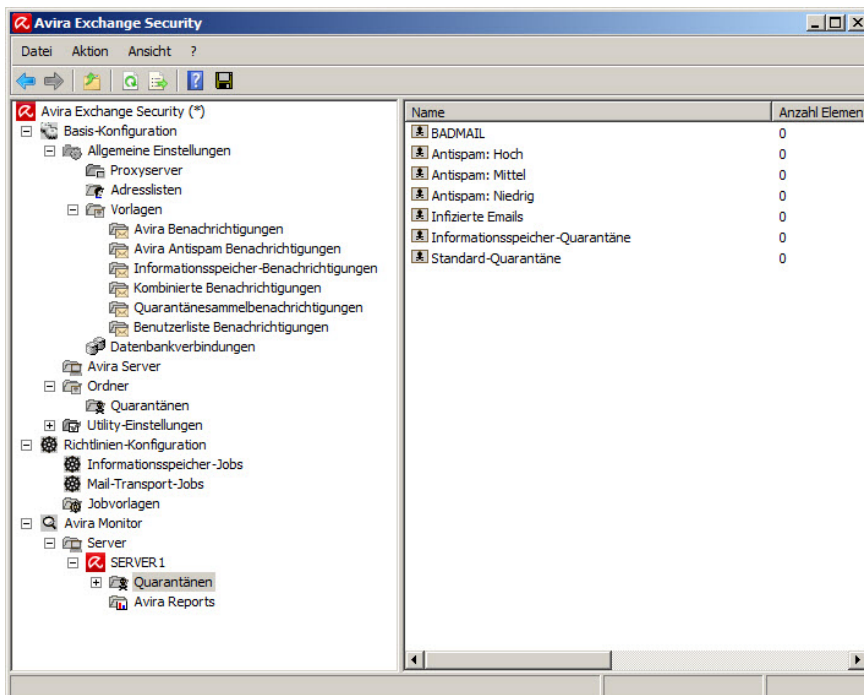 Avira Exchange Security
Datei Aktion Ansicht ?
Avira Exchange Security (*)
Basis-Konfiguration
Allgemeine Einstellungen
Proxyserver
Adresslisten
Vorlagen
Avira Benachrichtigungen
Avira Antispam Benachrichtigungen
Informationsspeicher-Benachrichtigungen
Kombinierte Benachrichtigungen
Quarantänesammelbenachrichtigungen
Benutzerliste Benachrichtigungen
Datenbankverbindungen
Avira Server
Ordner
Quarantänen
Utility-Einstellungen
Richtlinien-Konfiguration
Informationsspeicher-Jobs
Mail-Transport-Jobs
Jobvorlagen
Avira Monitor
Server
SERVER1
Quarantänen
Avira Reports
Name Anzahl Elemen
BADMAIL 0
Antispam: Hoch 0
Antispam: Mittel 0
Antispam: Niedrig 0
Infizierte Emails 0
Informationsspeicher-Quarantäne 0
Standard-Quarantäne 0